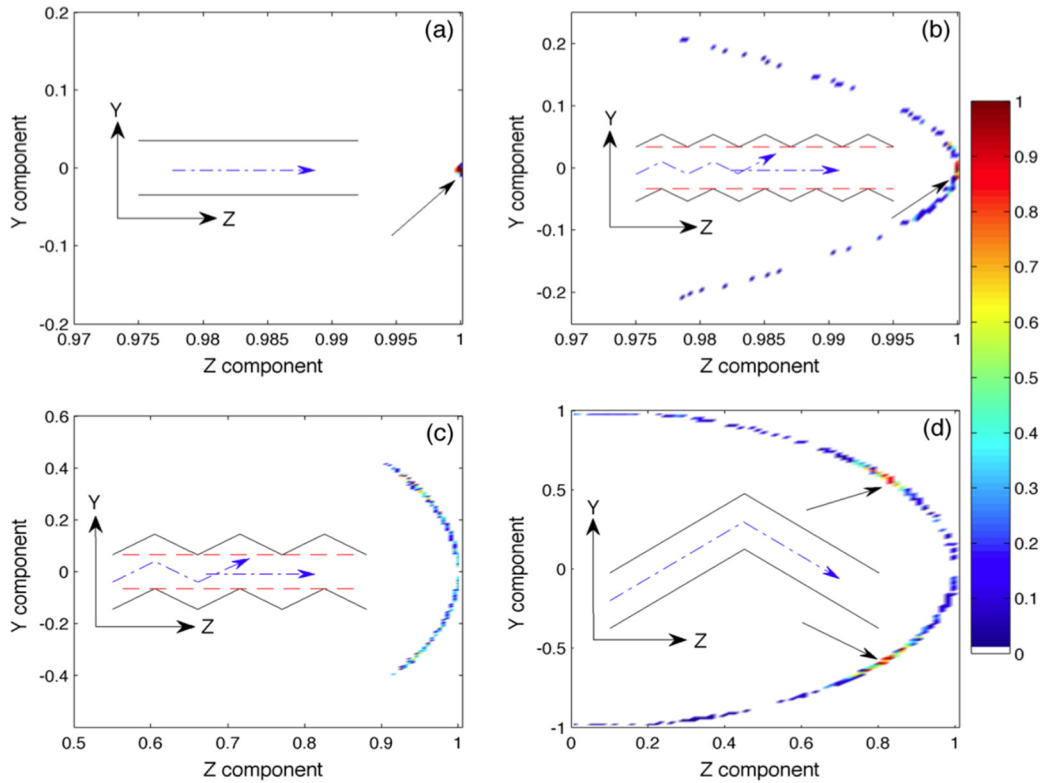 (a)
0.2
0.1
0
-0.1
-0.2
Y component
Y
Z
0.97 0.975 0.98 0.985 0.99 0.995 1
Z component
(b)
0.2
0.1
0
-0.1
-0.2
Y component
Y
Z
0.97 0.975 0.98 0.985 0.99 0.995 1
Z component
(c)
0.6
0.4
0.2
0
-0.2
-0.4
Y component
Y
Z
0.5 0.6 0.7 0.8 0.9 1
Z component
(d)
1
0.5
0
-0.5
-1
Y component
Y
Z
0 0.2 0.4 0.6 0.8 1
Z component
1
0.9
0.8
0.7
0.6
0.5
0.4
0.3
0.2
0.1
0